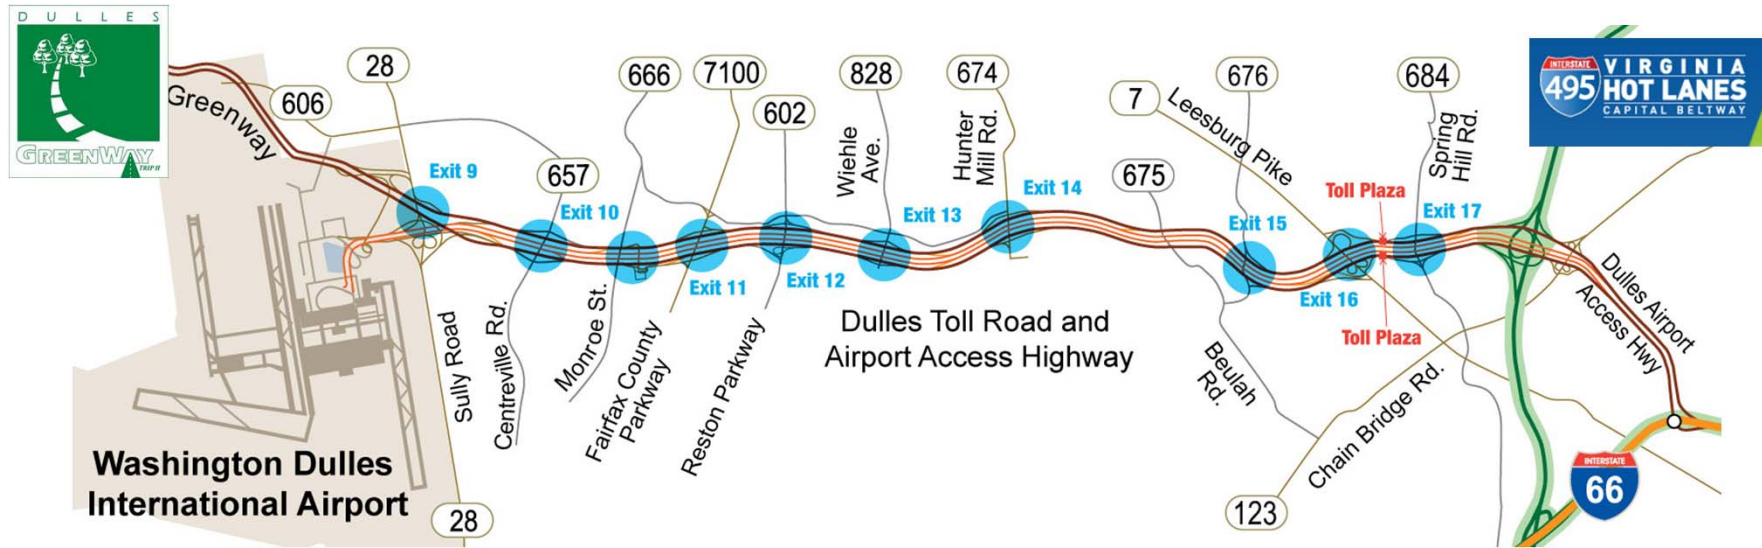 DULLES
GREENWAY
TRIP II
Greenway
606
28
666
7100
602
828
674
7
676
684
657
675
Wiehle
Ave.
Hunter
Mill Rd.
Leesburg Pike
Spring
Hill Rd.
INTERSTATE
495
VIRGINIA
HOT LANES
CAPITAL BELTWAY
Exit 9
Exit 10
Exit 11
Exit 12
Exit 13
Exit 14
Exit 15
Exit 16
Exit 17
Toll Plaza
Toll Plaza
Sully Road
Centreville Rd.
Monroe St.
Fairfax County
Parkway
Reston Parkway
Dulles Toll Road and
Airport Access Highway
Beulah
Rd.
Chain Bridge Rd.
Dulles Airport
Access Hwy
Washington Dulles
International Airport
28
123
INTERSTATE
66